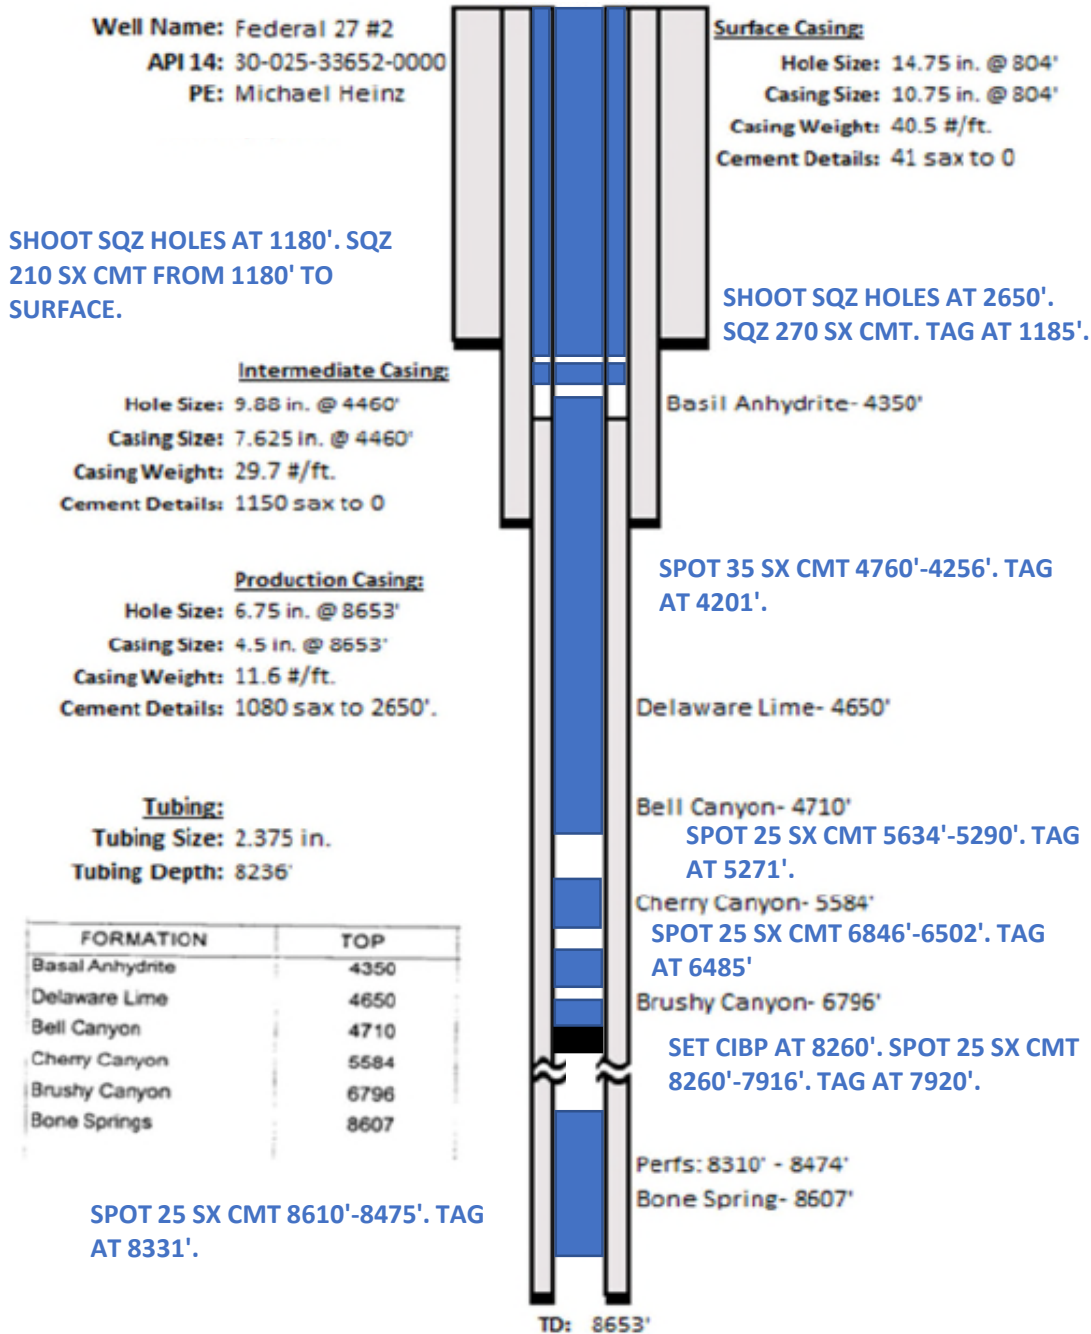 Well Name: Federal 27 #2
API 14: 30-025-33652-0000
PE: Michael Heinz
Surface Casing:
Hole Size: 14.75 in. @ 804'
Casing Size: 10.75 in. @ 804'
Casing Weight: 40.5 #/ft.
Cement Details: 41 sax to 0
SHOOT SQZ HOLES AT 1180'. SQZ
210 SX CMT FROM 1180' TO
SURFACE.
SHOOT SQZ HOLES AT 2650'.
SQZ 270 SX CMT. TAG AT 1185'.
Intermediate Casing:
Hole Size: 9.88 in. @ 4460'
Casing Size: 7.625 in. @ 4460'
Casing Weight: 29.7 #/ft.
Cement Details: 1150 sax to 0
Basil Anhydrite- 4350'
Production Casing:
Hole Size: 6.75 in. @ 8653'
Casing Size: 4.5 in. @ 8653'
Casing Weight: 11.6 #/ft.
Cement Details: 1080 sax to 2650'.
SPOT 35 SX CMT 4760'-4256'. TAG
AT 4201'.
Delaware Lime- 4650'
Tubing:
Tubing Size: 2.375 in.
Tubing Depth: 8236'
Bell Canyon- 4710'
SPOT 25 SX CMT 5634'-5290'. TAG
AT 5271'.
Cherry Canyon- 5584'
SPOT 25 SX CMT 6846'-6502'. TAG
AT 6485'
Brushy Canyon- 6796'
SET CIBP AT 8260'. SPOT 25 SX CMT
8260'-7916'. TAG AT 7920'.
FORMATION TOP
Basal Anhydrite 4350
Delaware Lime 4650
Bell Canyon 4710
Cherry Canyon 5584
Brushy Canyon 6796
Bone Springs 8607
Perfs: 8310' - 8474'
Bone Spring- 8607'
SPOT 25 SX CMT 8610'-8475'. TAG
AT 8331'.
TD: 8653'